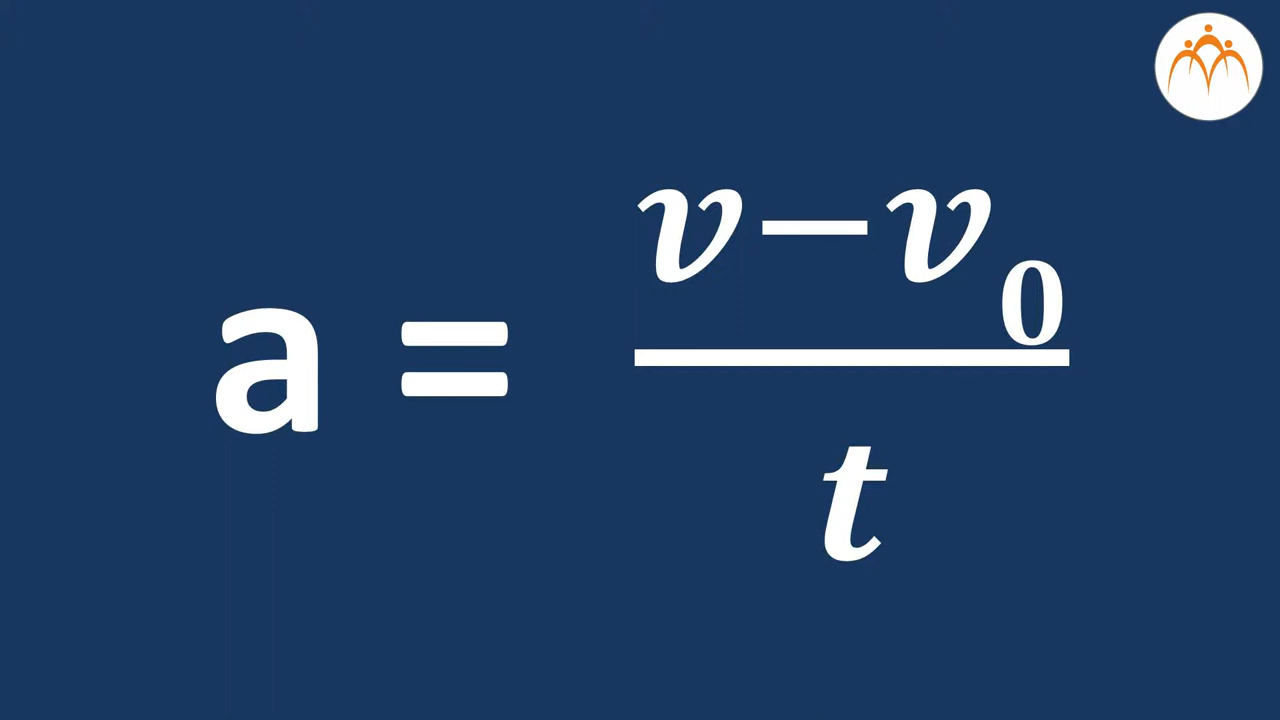 a = v−v₀
t